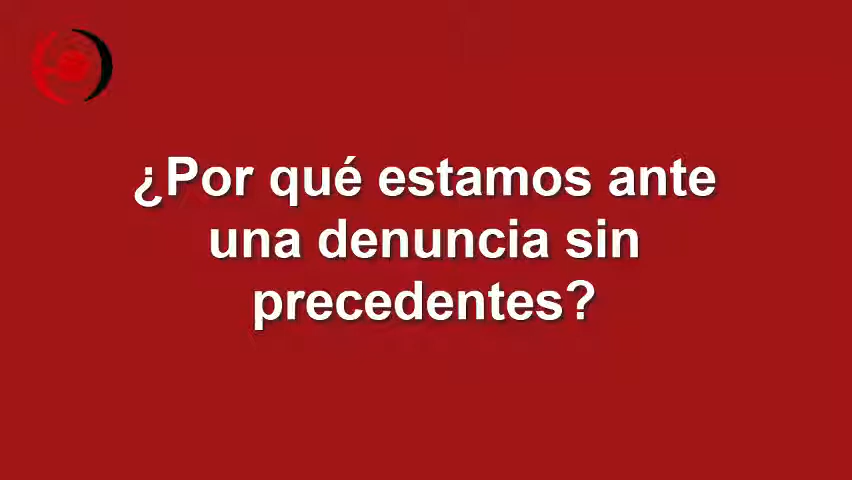 ¿Por qué estamos ante
una denuncia sin
precedentes?